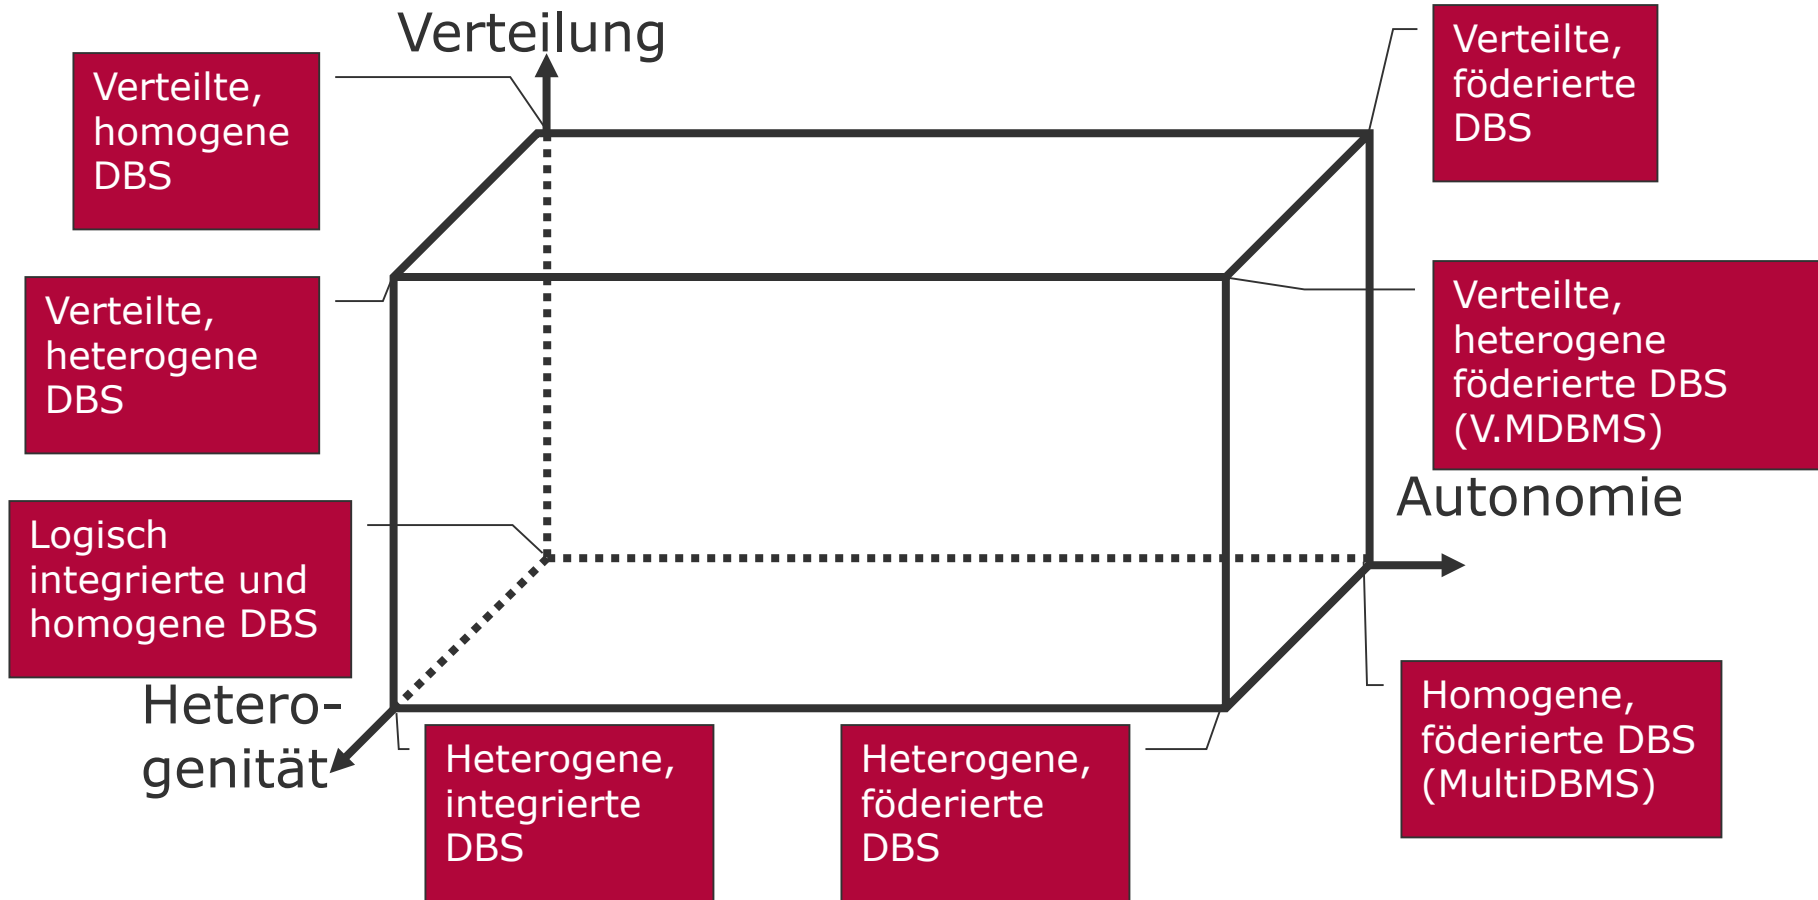 Verteilung
Verteilte,
homogene
DBS
Verteilte,
föderierte
DBS
Verteilte,
heterogene
DBS
Verteilte,
heterogene
föderierte DBS
(V.MDBMS)
Autonomie
Logisch
integrierte und
homogene DBS
Hetero-
genität
Heterogene,
integrierte
DBS
Heterogene,
föderierte
DBS
Homogene,
föderierte DBS
(MultiDBMS)